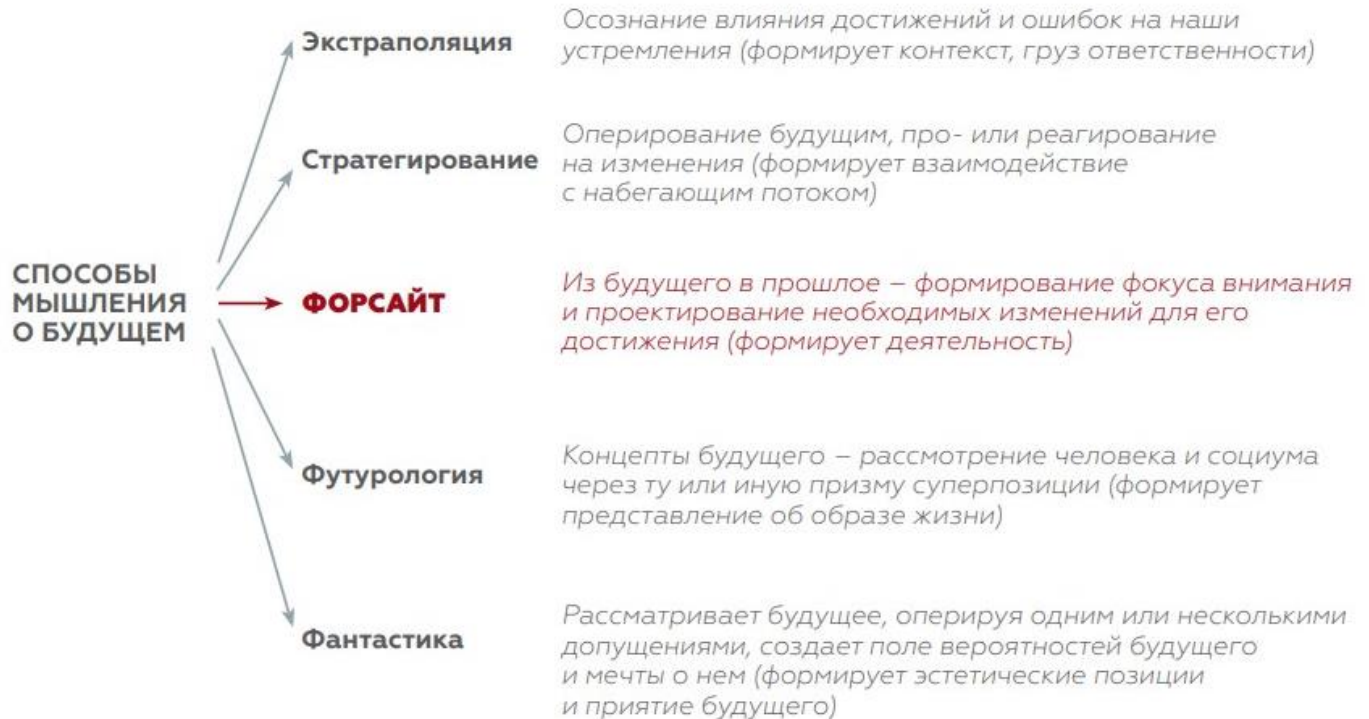 СПОСОБЫ
МЫШЛЕНИЯ
О БУДУЩЕМ
Экстраполяция
Осознание влияния достижений и ошибок на наши
устремления (формирует контекст, груз ответственности)
Стратегирование
Оперирование будущим, про- или реагирование
на изменения (формирует взаимодействие
с набегающим потоком)
ФОРСАЙТ
Из будущего в прошлое – формирование фокуса внимания
и проектирование необходимых изменений для его
достижения (формирует деятельность)
Футурология
Концепты будущего – рассмотрение человека и социума
через ту или иную призму суперпозиции (формирует
представление об образе жизни)
Фантастика
Рассматривает будущее, оперируя одним или несколькими
допущениями, создает поле вероятностей будущего
и мечты о нем (формирует эстетические позиции
и приятие будущего)